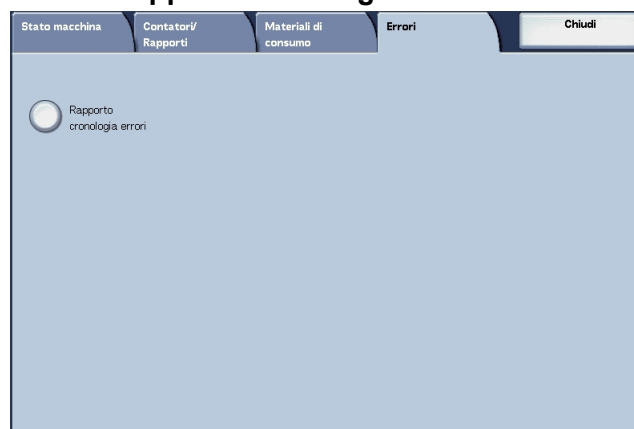 Stato macchina
Contatori/
Rapporti
Materiali di
consumo
Errori
Chiudi
Rapporto
cronologia errori